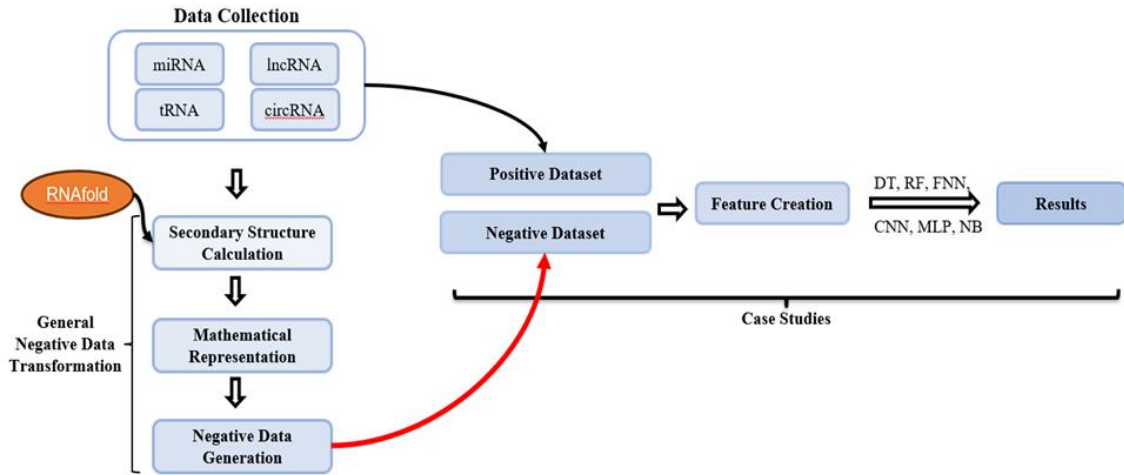 Data Collection
miRNA
lncRNA
tRNA
circRNA
RNAfold
Secondary Structure
Calculation
General
Negative Data
Transformation
Mathematical
Representation
Negative Data
Generation
Positive Dataset
Negative Dataset
Feature Creation
DT, RF, FNN,
CNN, MLP, NB
Results
Case Studies